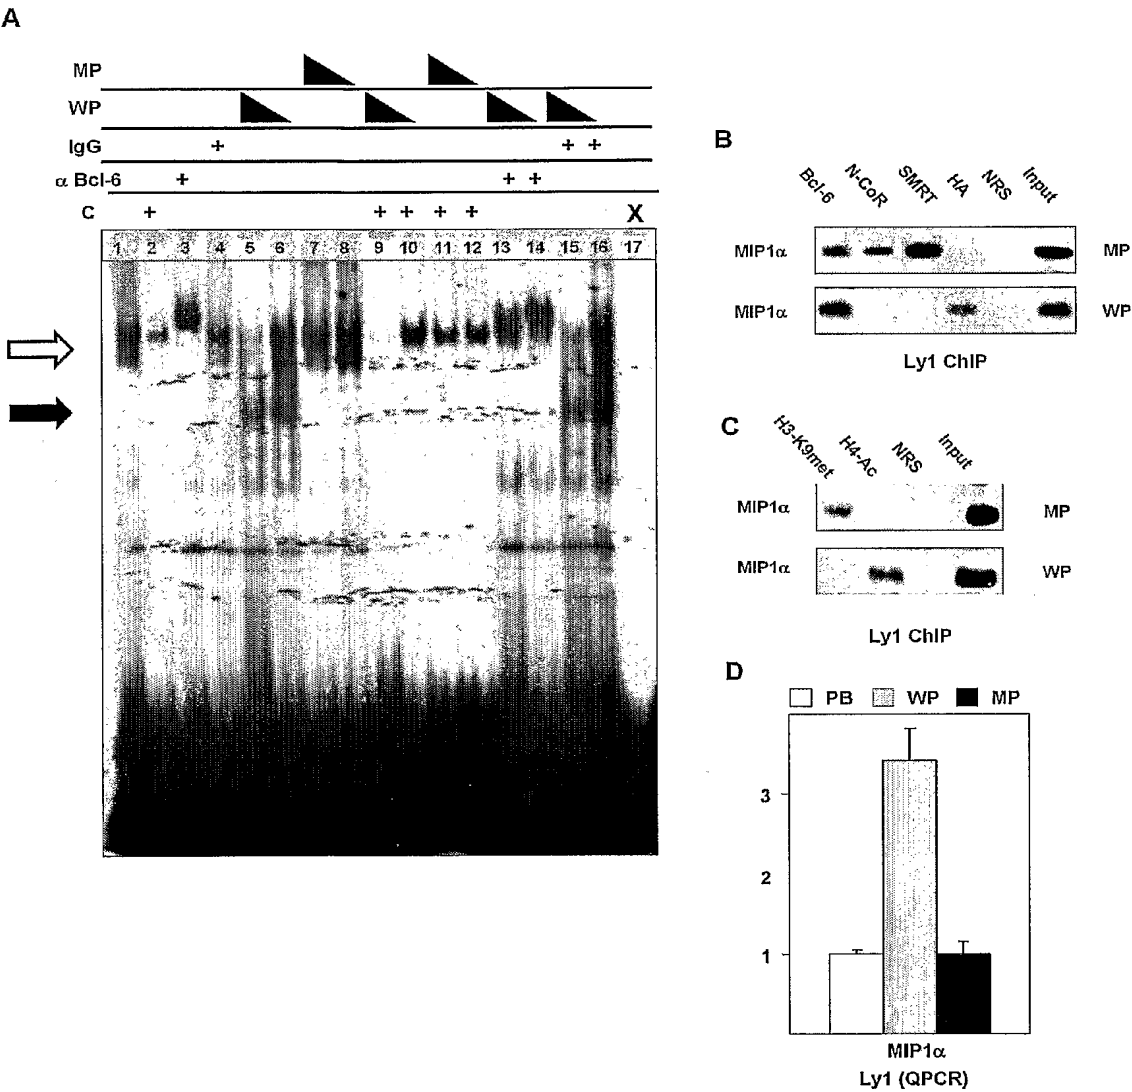 A
MP
WP
IgG
+ + +
α Bcl-6
+ + +
C
+ + + + + X
1 2 3 4 5 6 7 8 9 10 11 12 13 14 15 16 17
B
Bcl-6 N-CoR SMRT HA NRS Input
MIP1α MP
MIP1α WP
Ly1 ChIP
C
H3-K9met H4-Ac NRS Input
MIP1α MP
MIP1α WP
Ly1 ChIP
D
PB WP MP
3
2
1
MIP1α
Ly1 (QPCR)